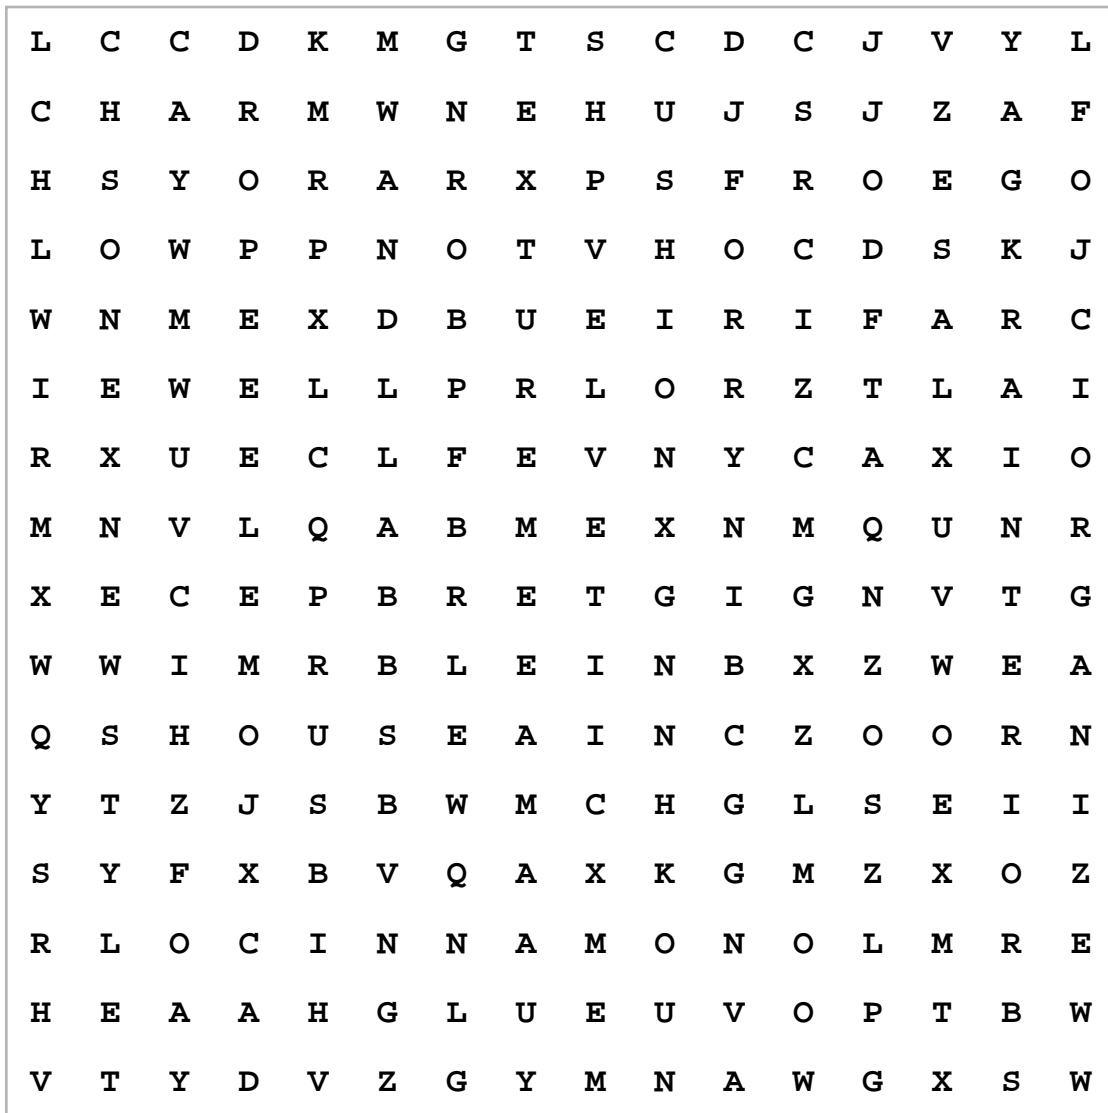 L C C D K M G T S C D C J V Y L
C H A R M W N E H U J S J Z A F
H S Y O R A R X P S F R O E G O
L O W P P N O T V H O C D S K J
W N M E X D B U E I R I F A R C
I E W E L L P R L O R Z T L A I
R X U E C L F E V N Y C A X I O
M N V L Q A B M E X N M Q U N R
X E C E P B R E T G I G N V T G
W W I M R B L E I N B X Z W E A
Q S H O U S E A I N C Z O O R N
Y T Z J S B W M C H G L S E I I
S Y F X B V Q A X K G M Z X O Z
R L O C I N N A M O N O L M R E
H E A A H G L U E U V O P T B W
V T Y D V Z G Y M N A W G X S W